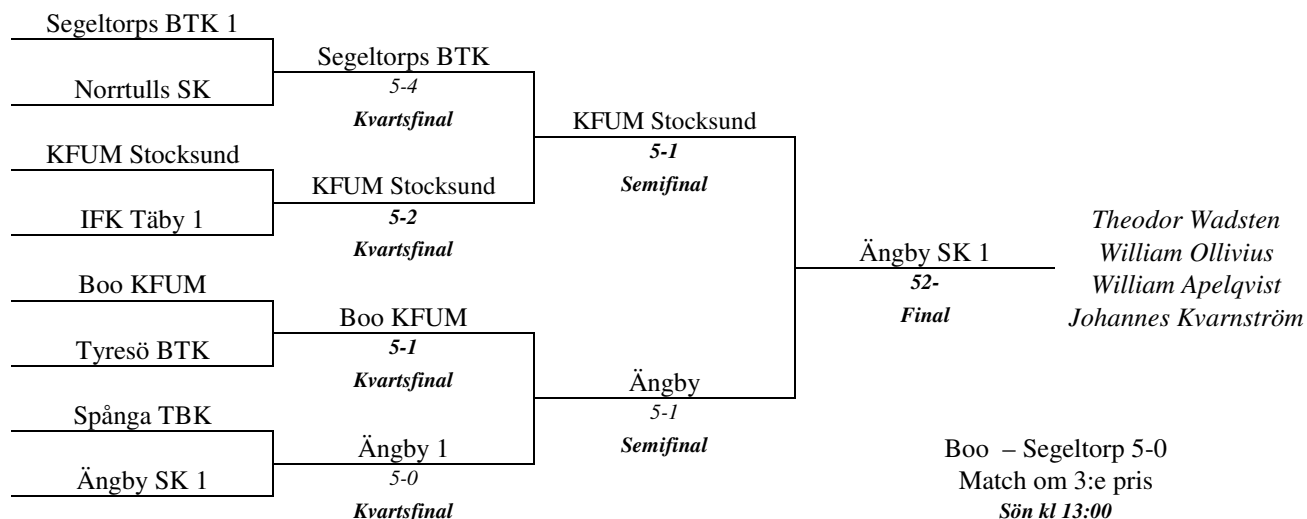 Segeltorps BTK 1
Norrtulls SK
KFUM Stocksund
IFK Täby 1
Boo KFUM
Tyresö BTK
Spånga TBK
Ängby SK 1
Segeltorps BTK
5-4
Kvartsfinal
KFUM Stocksund
5-2
Kvartsfinal
Boo KFUM
5-1
Kvartsfinal
Ängby 1
5-0
Kvartsfinal
KFUM Stocksund
5-1
Semifinal
Ängby
5-1
Semifinal
Ängby SK 1
52-
Final
Theodor Wadsten
William Ollivius
William Apelqvist
Johannes Kvarnström
Boo – Segeltorp 5-0
Match om 3:e pris
Sön kl 13:00